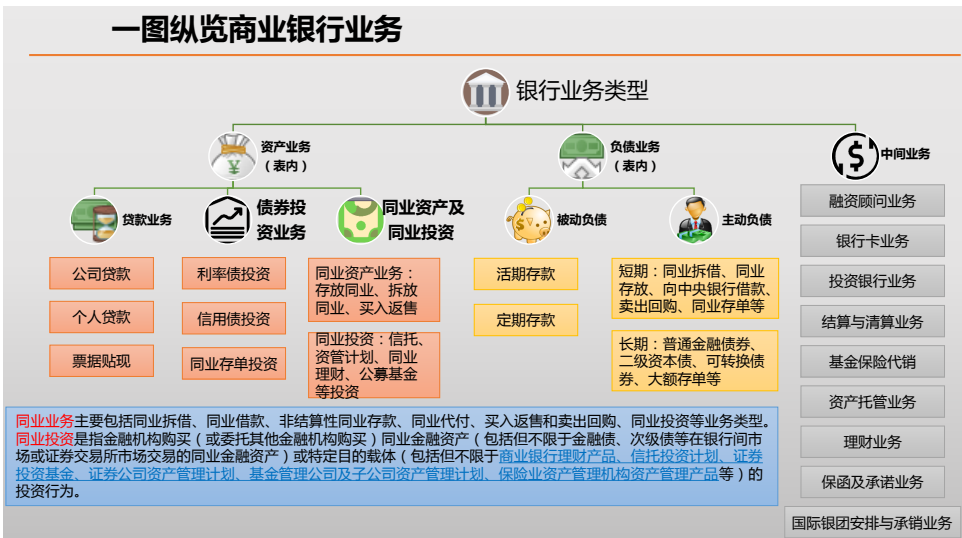 一图纵览商业银行业务
银行业务类型
资产业务
（表内）
负债业务
（表内）
中间业务
贷款业务
债券投
资业务
同业资产及
同业投资
被动负债
主动负债
公司贷款
个人贷款
票据贴现
利率债投资
信用债投资
同业存单投资
同业资产业务：
存放同业、拆放
同业、买入返售
同业投资：信托、
资管计划、同业
理财、公募基金
等投资
活期存款
定期存款
短期：同业拆借、同业
存放、向中央银行借款、
卖出回购、同业存单等
长期：普通金融债券、
二级资本债、可转换债
券、大额存单等
融资顾问业务
银行卡业务
投资银行业务
结算与清算业务
基金保险代销
资产托管业务
理财业务
保函及承诺业务
国际银团安排与承销业务
同业业务主要包括同业拆借、同业借款、非结算性同业存款、同业代付、买入返售和卖出回购、同业投资等业务类型。
同业投资是指金融机构购买（或委托其他金融机构购买）同业金融资产（包括但不限于金融债、次级债等在银行间市
场或证券交易所市场交易的同业金融资产）或特定目的载体（包括但不限于商业银行理财产品、信托投资计划、证券
投资基金、证券公司资产管理计划、基金管理公司及子公司资产管理计划、保险业资产管理机构资产管理产品等）的
投资行为。